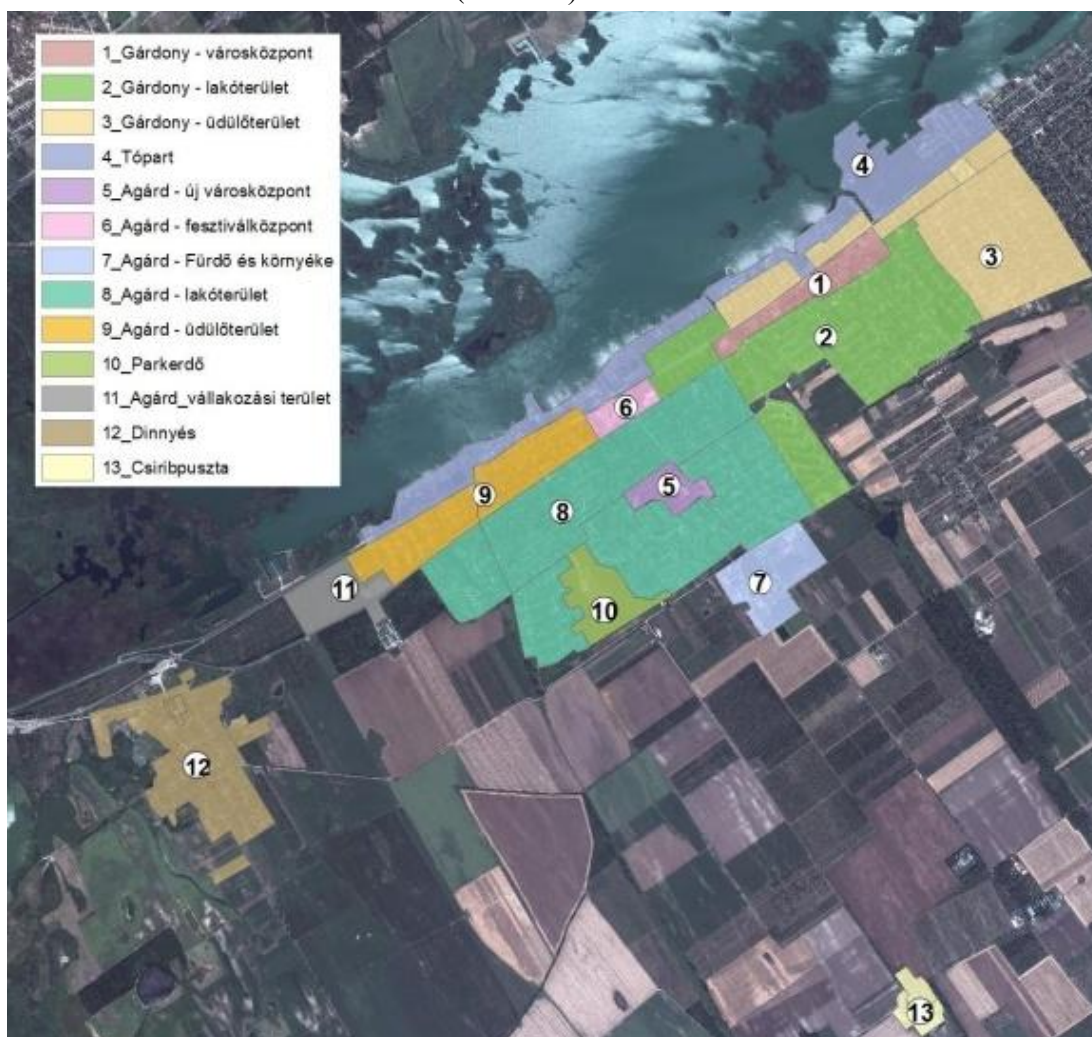 1_Gárdony - városközpont
2_Gárdony - lakóterület
3_Gárdony - üdülőterület
4_Tópart
5_Agárd - új városközpont
6_Agárd - fesztiválközpont
7_Agárd - Fürdő és környéke
8_Agárd - lakóterület
9_Agárd - üdülőterület
10_Parkerdő
11_Agárd_vállakozási terület
12_Dinnyés
13_Csiribpuszta
4
3
1
2
6
5
9
8
7
11
10
12
13